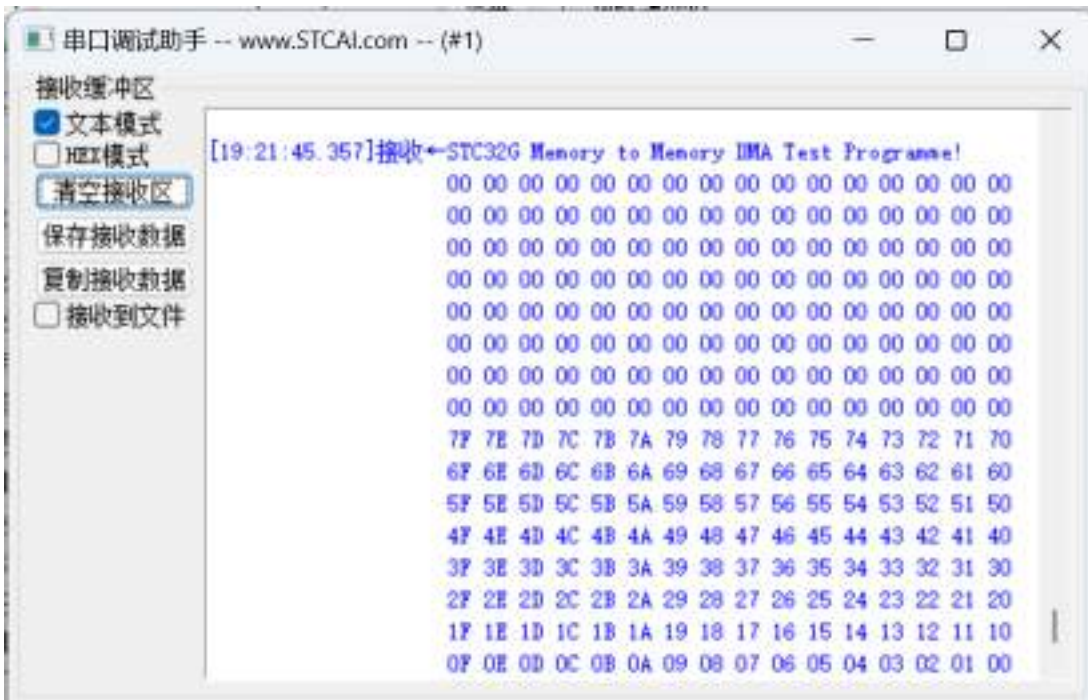 串口调试助手 -- www.STCAI.com -- (#1)
接收缓冲区
文本模式
HEX模式
清空接收区
保存接收数据
复制接收数据
接收到文件
[19:21:45.357]接收←STC32G Memory to Memory DMA Test Programme!
00 00 00 00 00 00 00 00 00 00 00 00 00 00 00 00
00 00 00 00 00 00 00 00 00 00 00 00 00 00 00 00
00 00 00 00 00 00 00 00 00 00 00 00 00 00 00 00
00 00 00 00 00 00 00 00 00 00 00 00 00 00 00 00
00 00 00 00 00 00 00 00 00 00 00 00 00 00 00 00
00 00 00 00 00 00 00 00 00 00 00 00 00 00 00 00
00 00 00 00 00 00 00 00 00 00 00 00 00 00 00 00
00 00 00 00 00 00 00 00 00 00 00 00 00 00 00 00
7F 7E 7D 7C 7B 7A 79 78 77 76 75 74 73 72 71 70
6F 6E 6D 6C 6B 6A 69 68 67 66 65 64 63 62 61 60
5F 5E 5D 5C 5B 5A 59 58 57 56 55 54 53 52 51 50
4F 4E 4D 4C 4B 4A 49 48 47 46 45 44 43 42 41 40
3F 3E 3D 3C 3B 3A 39 38 37 36 35 34 33 32 31 30
2F 2E 2D 2C 2B 2A 29 28 27 26 25 24 23 22 21 20
1F 1E 1D 1C 1B 1A 19 18 17 16 15 14 13 12 11 10
0F 0E 0D 0C 0B 0A 09 08 07 06 05 04 03 02 01 00